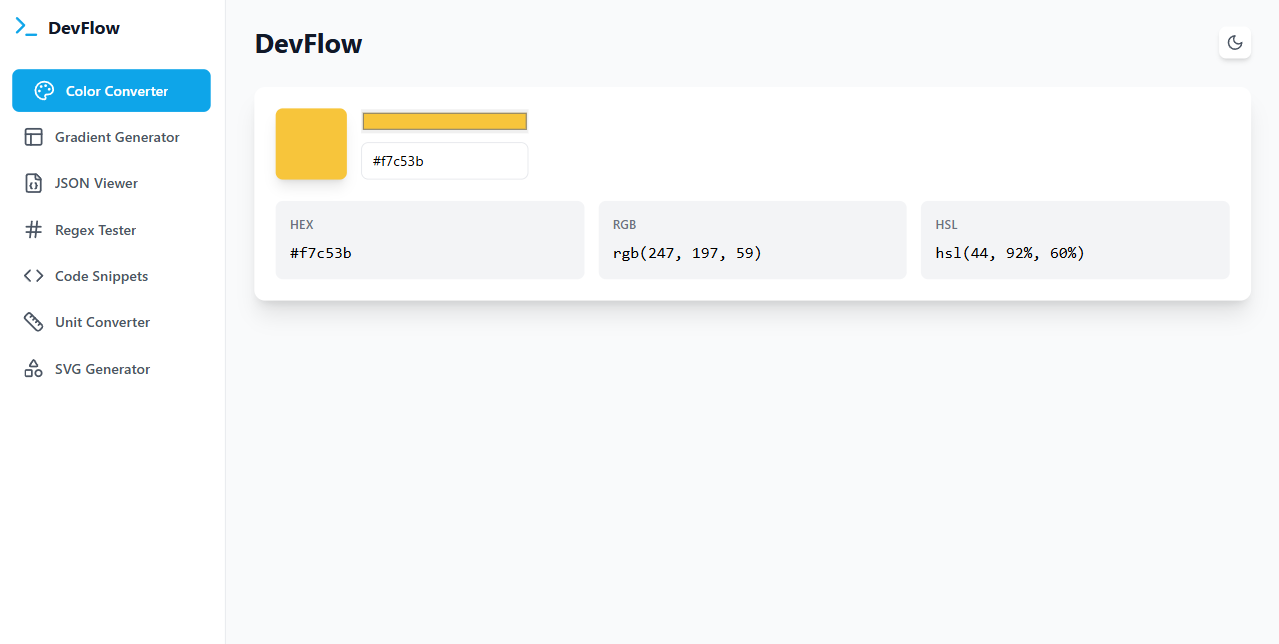 DevFlow
Color Converter
Gradient Generator
JSON Viewer
Regex Tester
Code Snippets
Unit Converter
SVG Generator
DevFlow
#f7c53b
HEX
#f7c53b
RGB
rgb(247, 197, 59)
HSL
hsl(44, 92%, 60%)